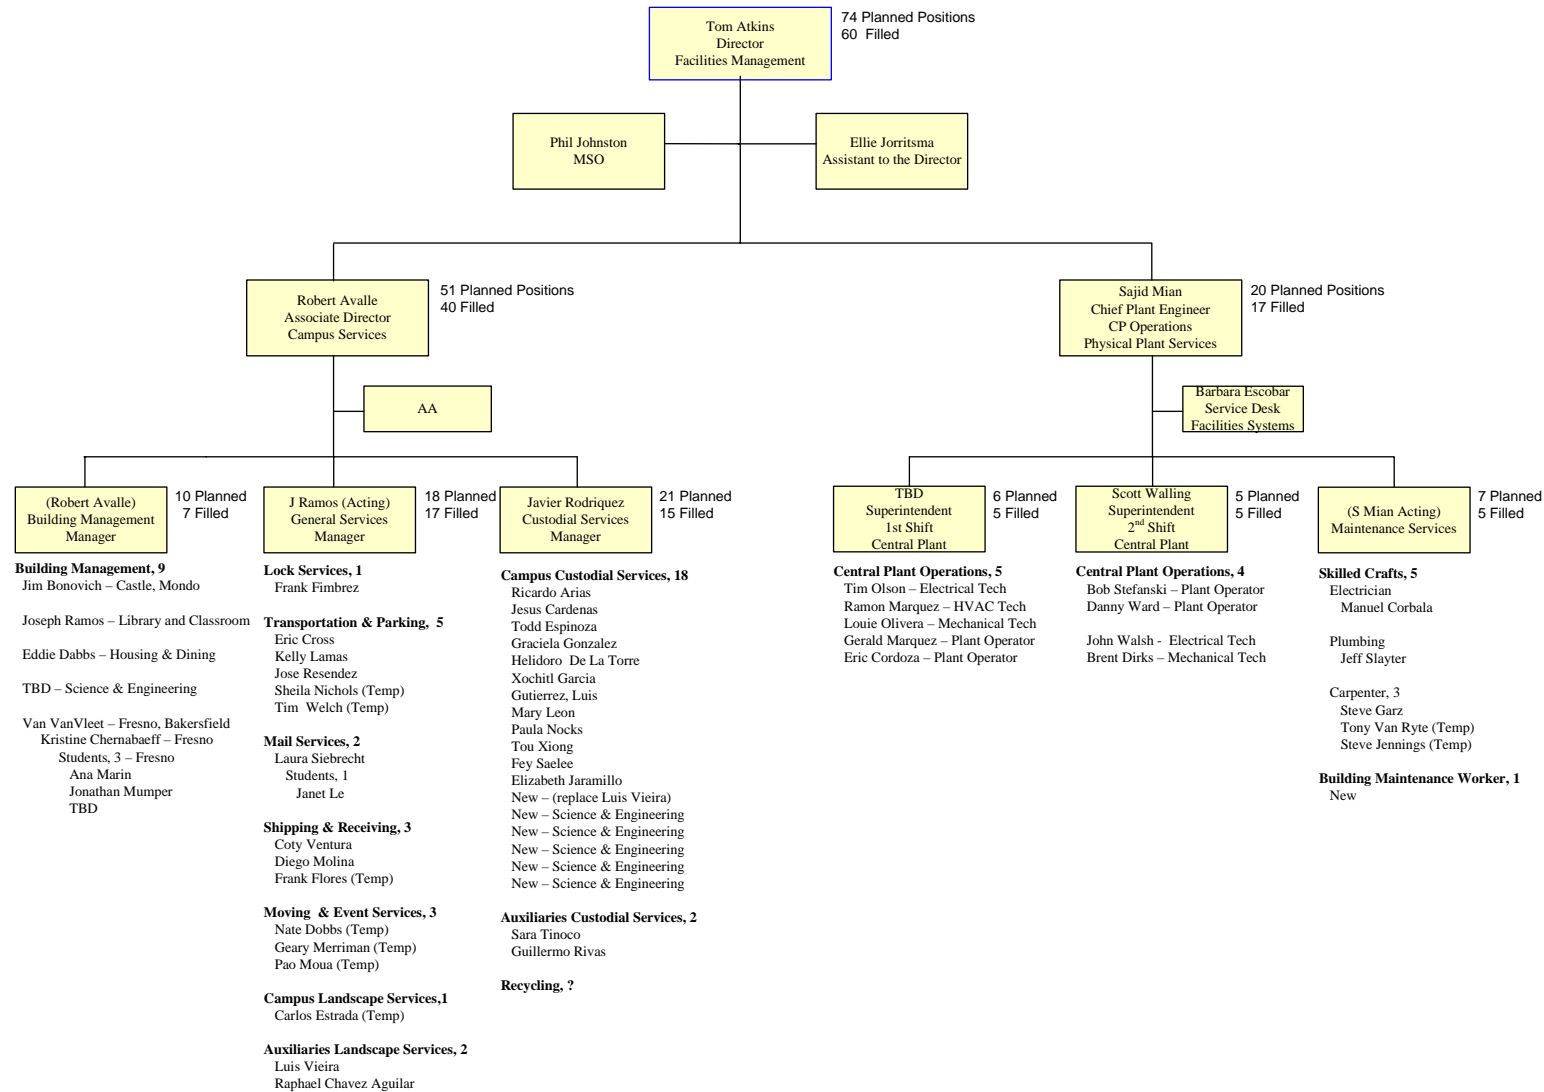 Tom Atkins
Director
Facilities Management
74 Planned Positions
60 Filled
Phil Johnston
MSO
Ellie Jorritsma
Assistant to the Director
Robert Avalle
Associate Director
Campus Services
51 Planned Positions
40 Filled
Sajid Mian
Chief Plant Engineer
CP Operations
Physical Plant Services
20 Planned Positions
17 Filled
AA
Barbara Escobar
Service Desk
Facilities Systems
(Robert Avalle)
Building Management
Manager
10 Planned
7 Filled
Building Management, 9
Jim Bonovich – Castle, Mondo
Joseph Ramos – Library and Classroom
Eddie Dabbs – Housing & Dining
TBD – Science & Engineering
Van VanVleet – Fresno, Bakersfield
Kristine Chernabaeff – Fresno
Students, 3 – Fresno
Ana Marin
Jonathan Mumper
TBD
J Ramos (Acting)
General Services
Manager
18 Planned
17 Filled
Lock Services, 1
Frank Fimbrez
Transportation & Parking, 5
Eric Cross
Kelly Lamas
Jose Resendez
Sheila Nichols (Temp)
Tim Welch (Temp)
Mail Services, 2
Laura Siebrecht
Students, 1
Janet Le
Shipping & Receiving, 3
Coty Ventura
Diego Molina
Frank Flores (Temp)
Moving & Event Services, 3
Nate Dobbs (Temp)
Geary Merriman (Temp)
Pao Moua (Temp)
Campus Landscape Services,1
Carlos Estrada (Temp)
Auxiliaries Landscape Services, 2
Luis Vieira
Raphael Chavez Aguilar
Javier Rodriquez
Custodial Services
Manager
21 Planned
15 Filled
Campus Custodial Services, 18
Ricardo Arias
Jesus Cardenas
Todd Espinoza
Graciela Gonzalez
Helidoro De La Torre
Xochitl Garcia
Gutierrez, Luis
Mary Leon
Paula Nocks
Tou Xiong
Fey Saelee
Elizabeth Jaramillo
New – (replace Luis Vieira)
New – Science & Engineering
New – Science & Engineering
New – Science & Engineering
New – Science & Engineering
New – Science & Engineering
Auxiliaries Custodial Services, 2
Sara Tinoco
Guillermo Rivas
Recycling, ?
TBD
Superintendent
1st Shift
Central Plant
6 Planned
5 Filled
Central Plant Operations, 5
Tim Olson – Electrical Tech
Ramon Marquez – HVAC Tech
Louie Olivera – Mechanical Tech
Gerald Marquez – Plant Operator
Eric Cordoza – Plant Operator
Scott Walling
Superintendent
2nd Shift
Central Plant
5 Planned
5 Filled
Central Plant Operations, 4
Bob Stefanski – Plant Operator
Danny Ward – Plant Operator
John Walsh - Electrical Tech
Brent Dirks – Mechanical Tech
(S Mian Acting)
Maintenance Services
7 Planned
5 Filled
Skilled Crafts, 5
Electrician
Manuel Corbala
Plumbing
Jeff Slayter
Carpenter, 3
Steve Garz
Tony Van Ryte (Temp)
Steve Jennings (Temp)
Building Maintenance Worker, 1
New